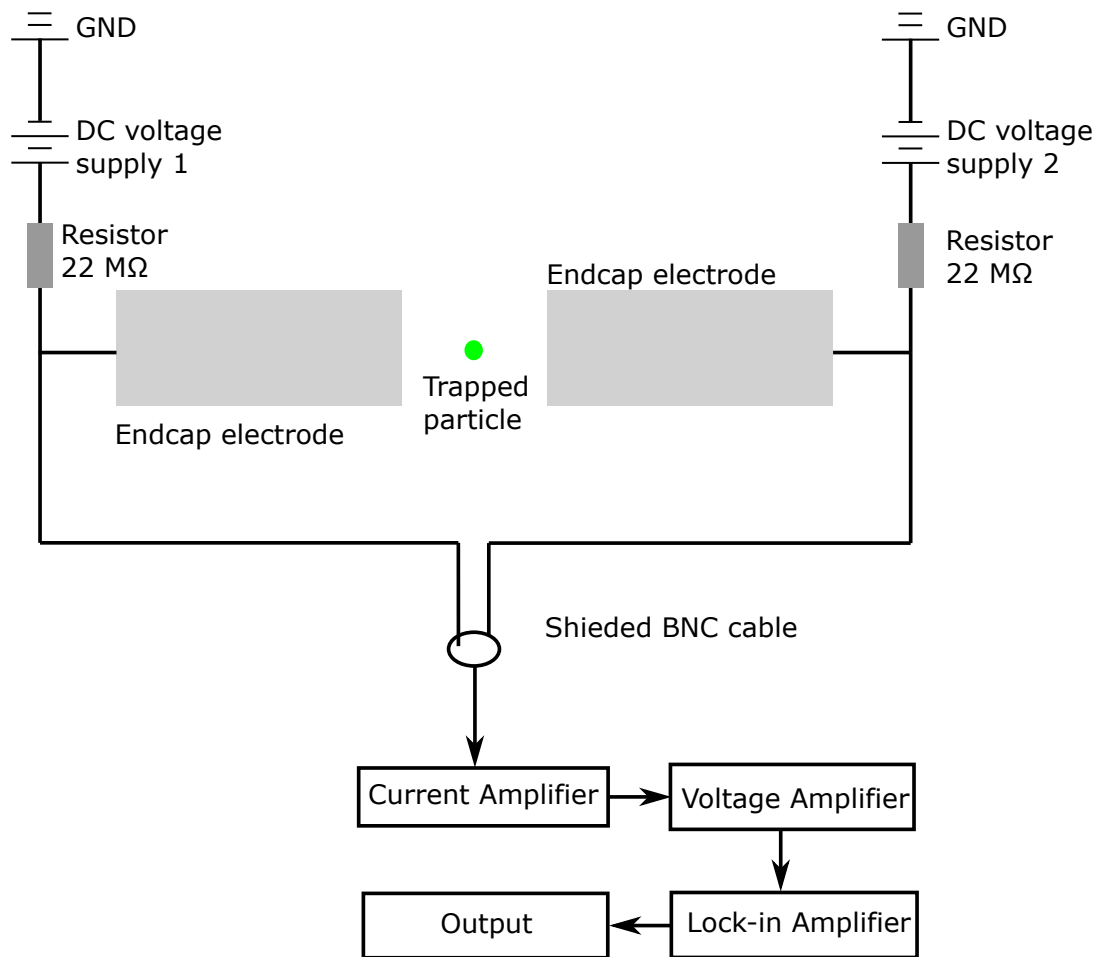 GND
GND
DC voltage
supply 1
DC voltage
supply 2
Resistor
22 MΩ
Resistor
22 MΩ
Endcap electrode
Trapped
particle
Endcap electrode
Shieded BNC cable
Current Amplifier
Voltage Amplifier
Output
Lock-in Amplifier